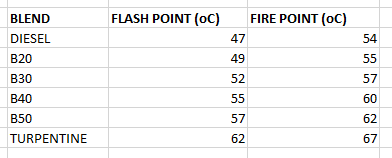 BLEND FLASH POINT (oC) FIRE POINT (oC)
DIESEL 47 54
B20 49 55
B30 52 57
B40 55 60
B50 57 62
TURPENTINE 62 67